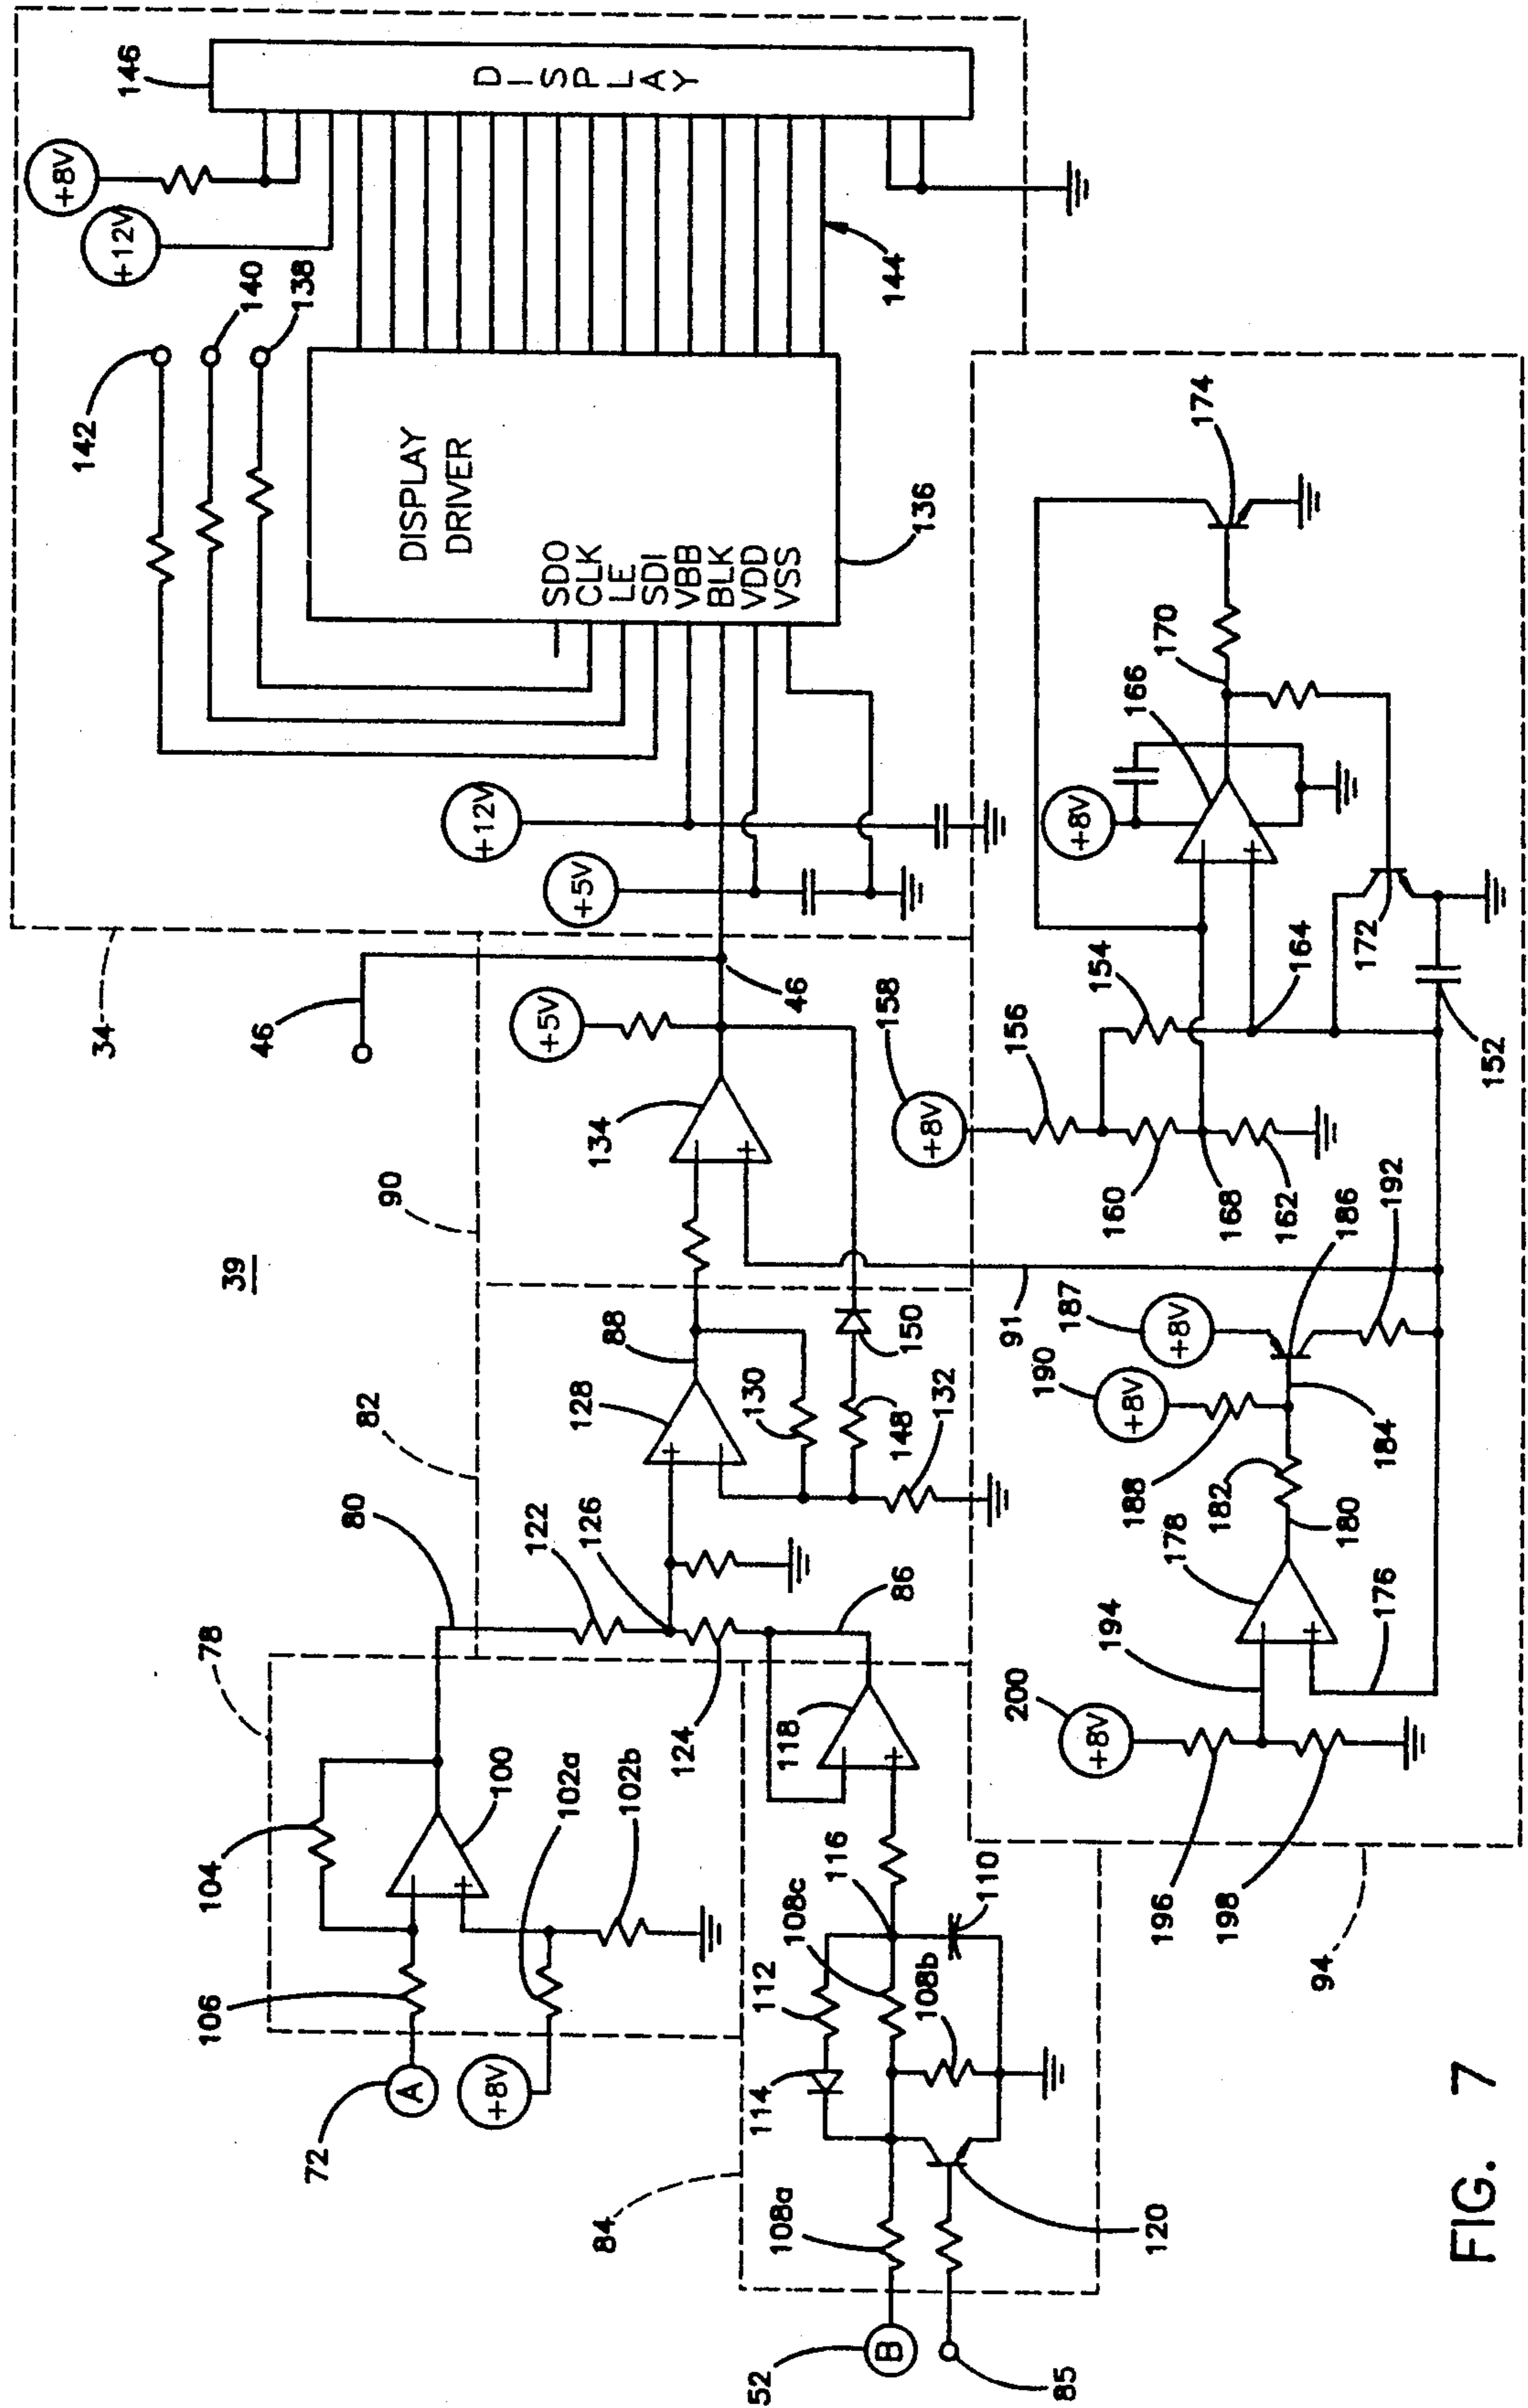 146
DISPLAY
+8V
+12V
142
140
138
144
DISPLAY
DRIVER
SDO
CLK
LE
SDI
VBB
BLK
VDD
VSS
136
+12V
+5V
34
46
46
+5V
134
90
39
82
88
128
130
148
132
150
80
122
126
86
78
124
104
100
102a
102b
118
106
72
A
+8V
116
108c
110
112
114
108b
84
108a
120
52
B
85
174
170
166
+8V
172
164
154
152
156
158
+8V
160
168
162
186
192
91
187
+8V
190
+8V
188
182
184
180
178
176
194
200
+8V
196
198
94
FIG. 7